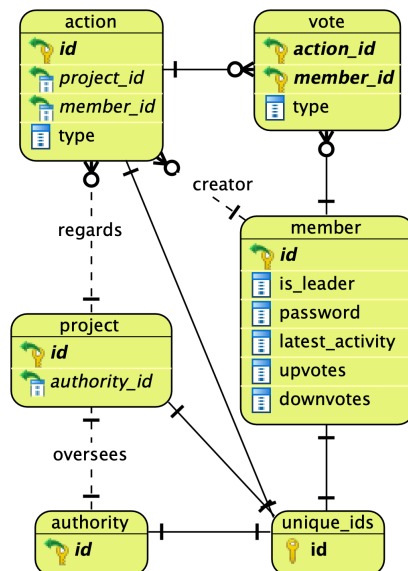 action
id
project_id
member_id
type
vote
action_id
member_id
type
creator
regards
member
id
is_leader
password
latest_activity
upvotes
downvotes
project
id
authority_id
oversees
authority
id
unique_ids
id